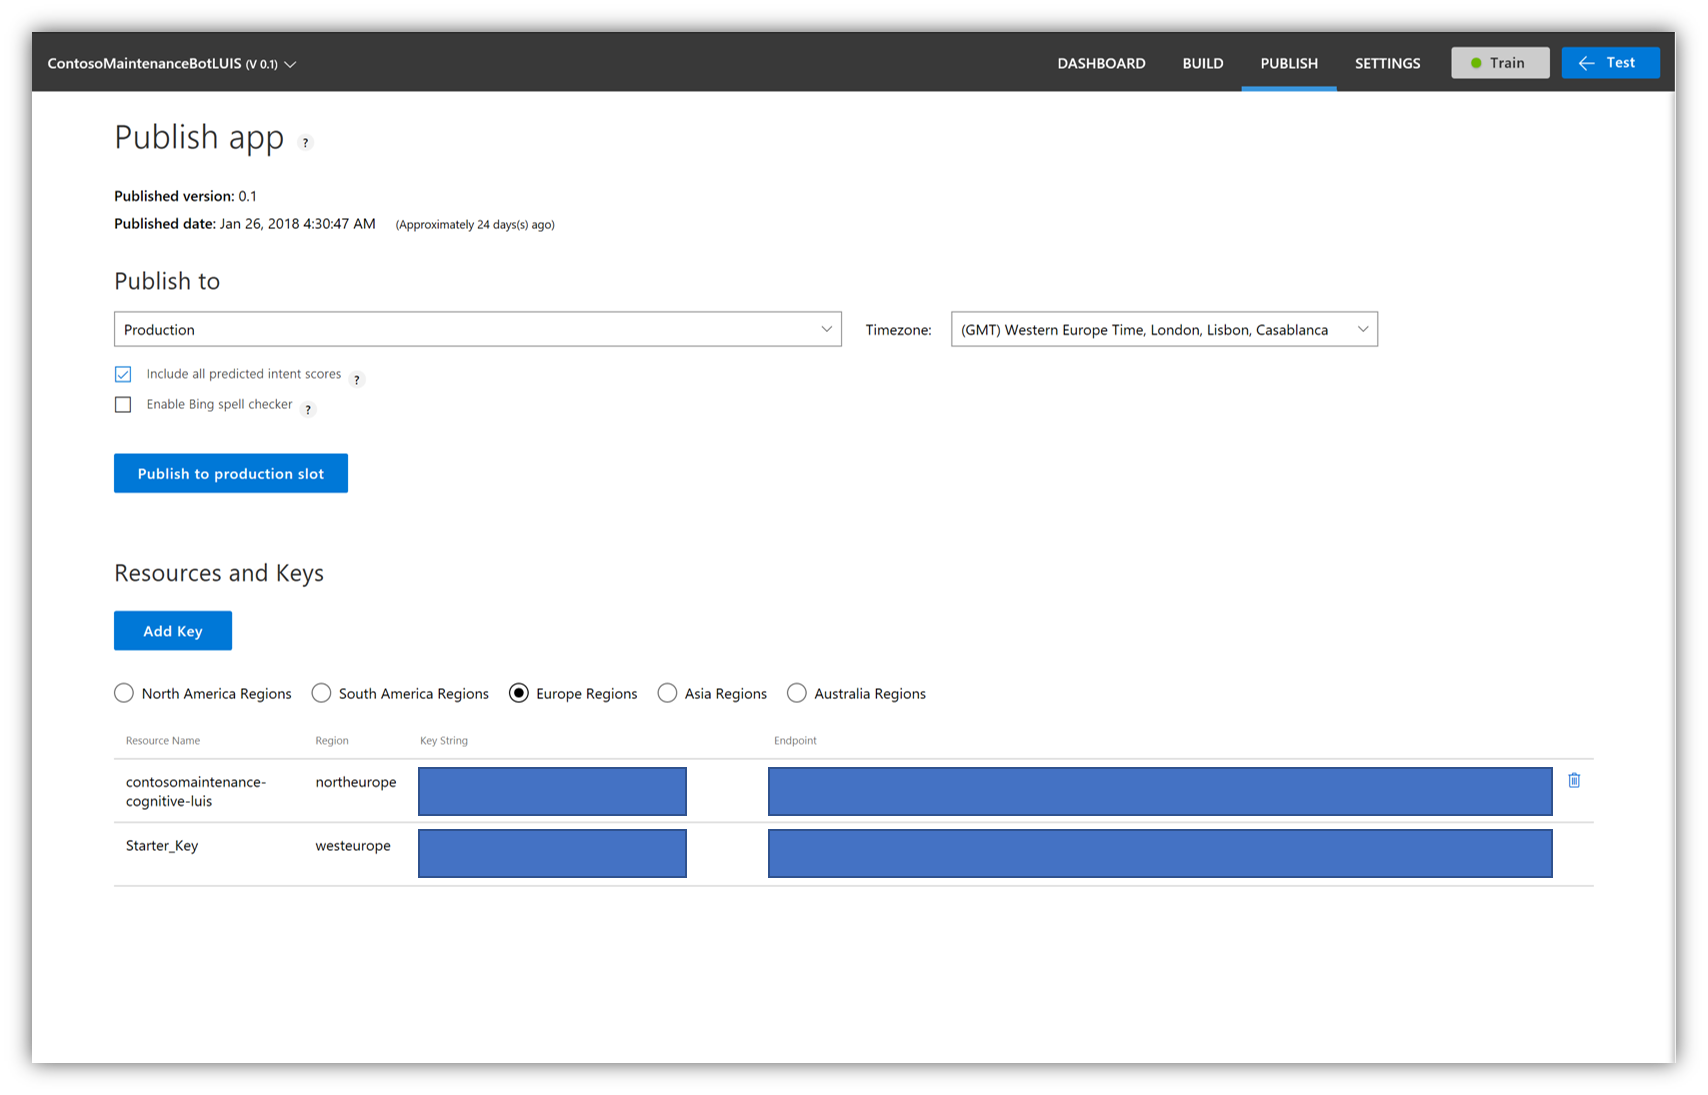 ContosoMaintenanceBotLUIS (V 0.1)
DASHBOARD
BUILD
PUBLISH
SETTINGS
Train
Test
Publish app ?
Published version: 0.1
Published date: Jan 26, 2018 4:30:47 AM (Approximately 24 days(s) ago)
Publish to
Production
Timezone:
(GMT) Western Europe Time, London, Lisbon, Casablanca
Include all predicted intent scores ?
Enable Bing spell checker ?
Publish to production slot
Resources and Keys
Add Key
North America Regions
South America Regions
Europe Regions
Asia Regions
Australia Regions
Resource Name
Region
Key String
Endpoint
contosomaintenance-
cognitive-luis
northeurope
Starter_Key
westeurope